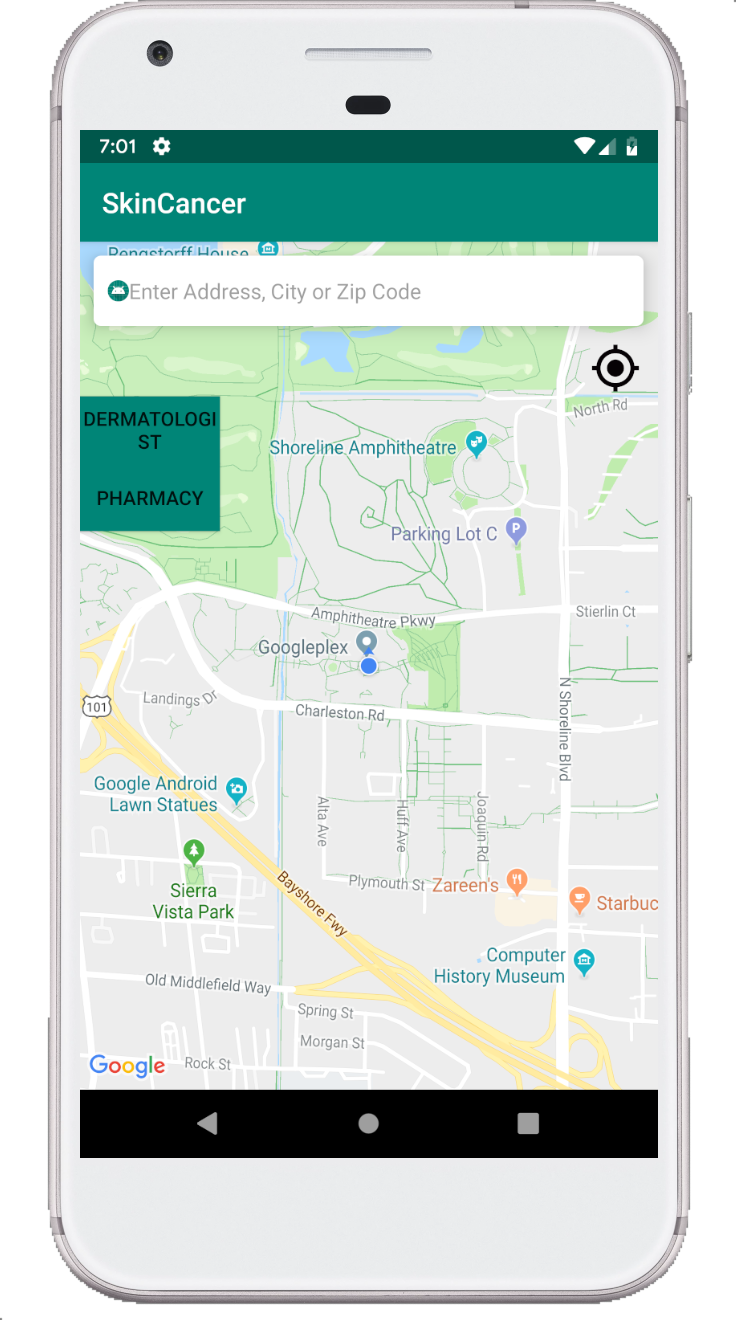 7:01
SkinCancer
Rengstorff House
Enter Address, City or Zip Code
North Rd
DERMATOLOGI
ST
Shoreline Amphitheatre
PHARMACY
Parking Lot C
P
Amphitheatre Pkwy
Stierlin Ct
Googleplex
Landings Dr
101
Charleston Rd
N Shoreline Blvd
Google Android
Lawn Statues
Alta Ave
Huff Ave
Joaquin Rd
Sierra
Vista Park
Bayshore Fwy
Plymouth St
Zareen's
Starbuc
Computer
History Museum
Old Middlefield Way
Spring St
Morgan St
Rock St
Google